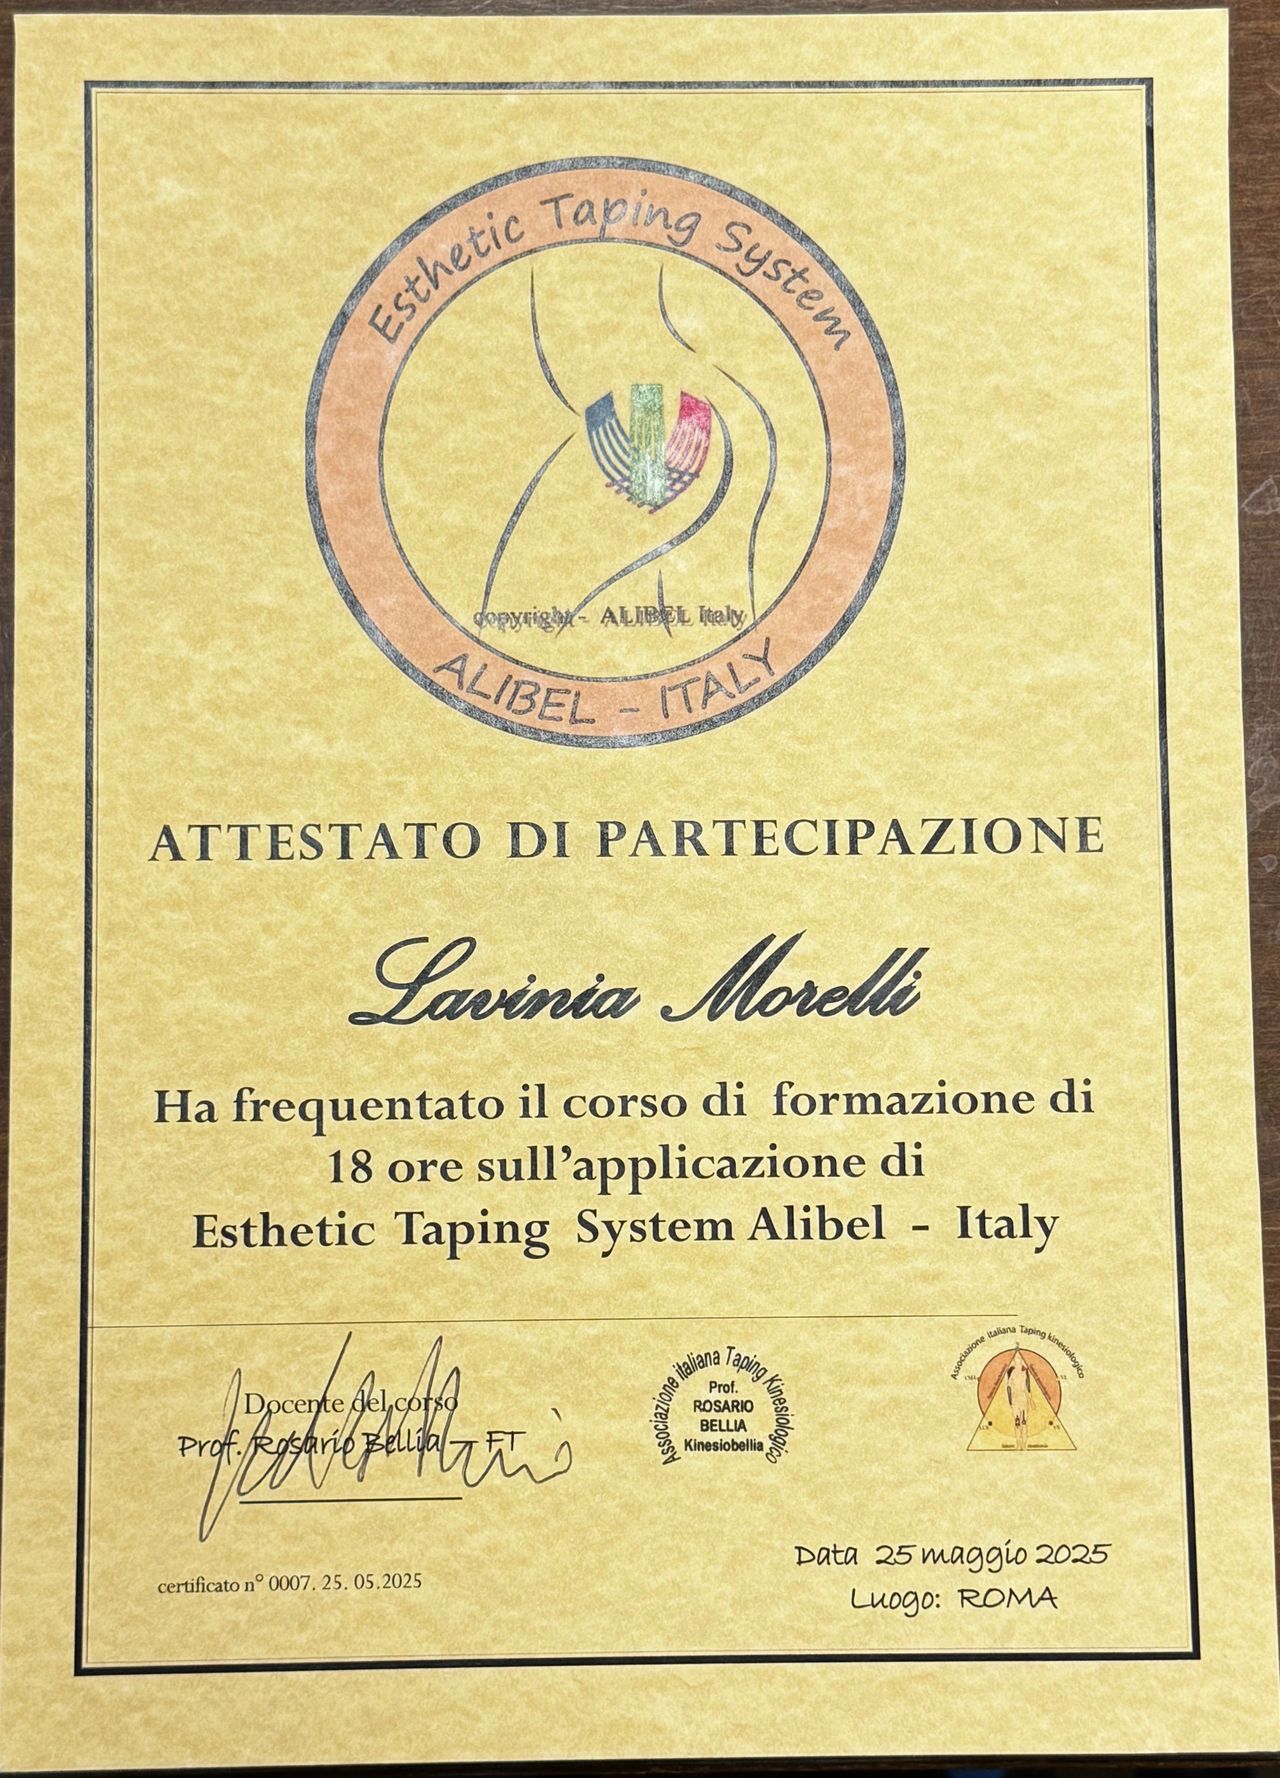 Esthetic Taping System
copyright - ALIBEL Italy
ALIBEL - ITALY
ATTESTATO DI PARTECIPAZIONE
Lavinia Morelli
Ha frequentato il corso di formazione di
18 ore sull'applicazione di
Esthetic Taping System Alibel - Italy
Docente del corso
Prof. Rosario Bellia - FT
Associazione italiana Taping Kinesiologico
Prof.
ROSARIO
BELLIA
Kinesiobellia
Associazione italiana Taping kinesiologico
Data 25 maggio 2025
Luogo: ROMA
certificato n° 0007. 25. 05.2025